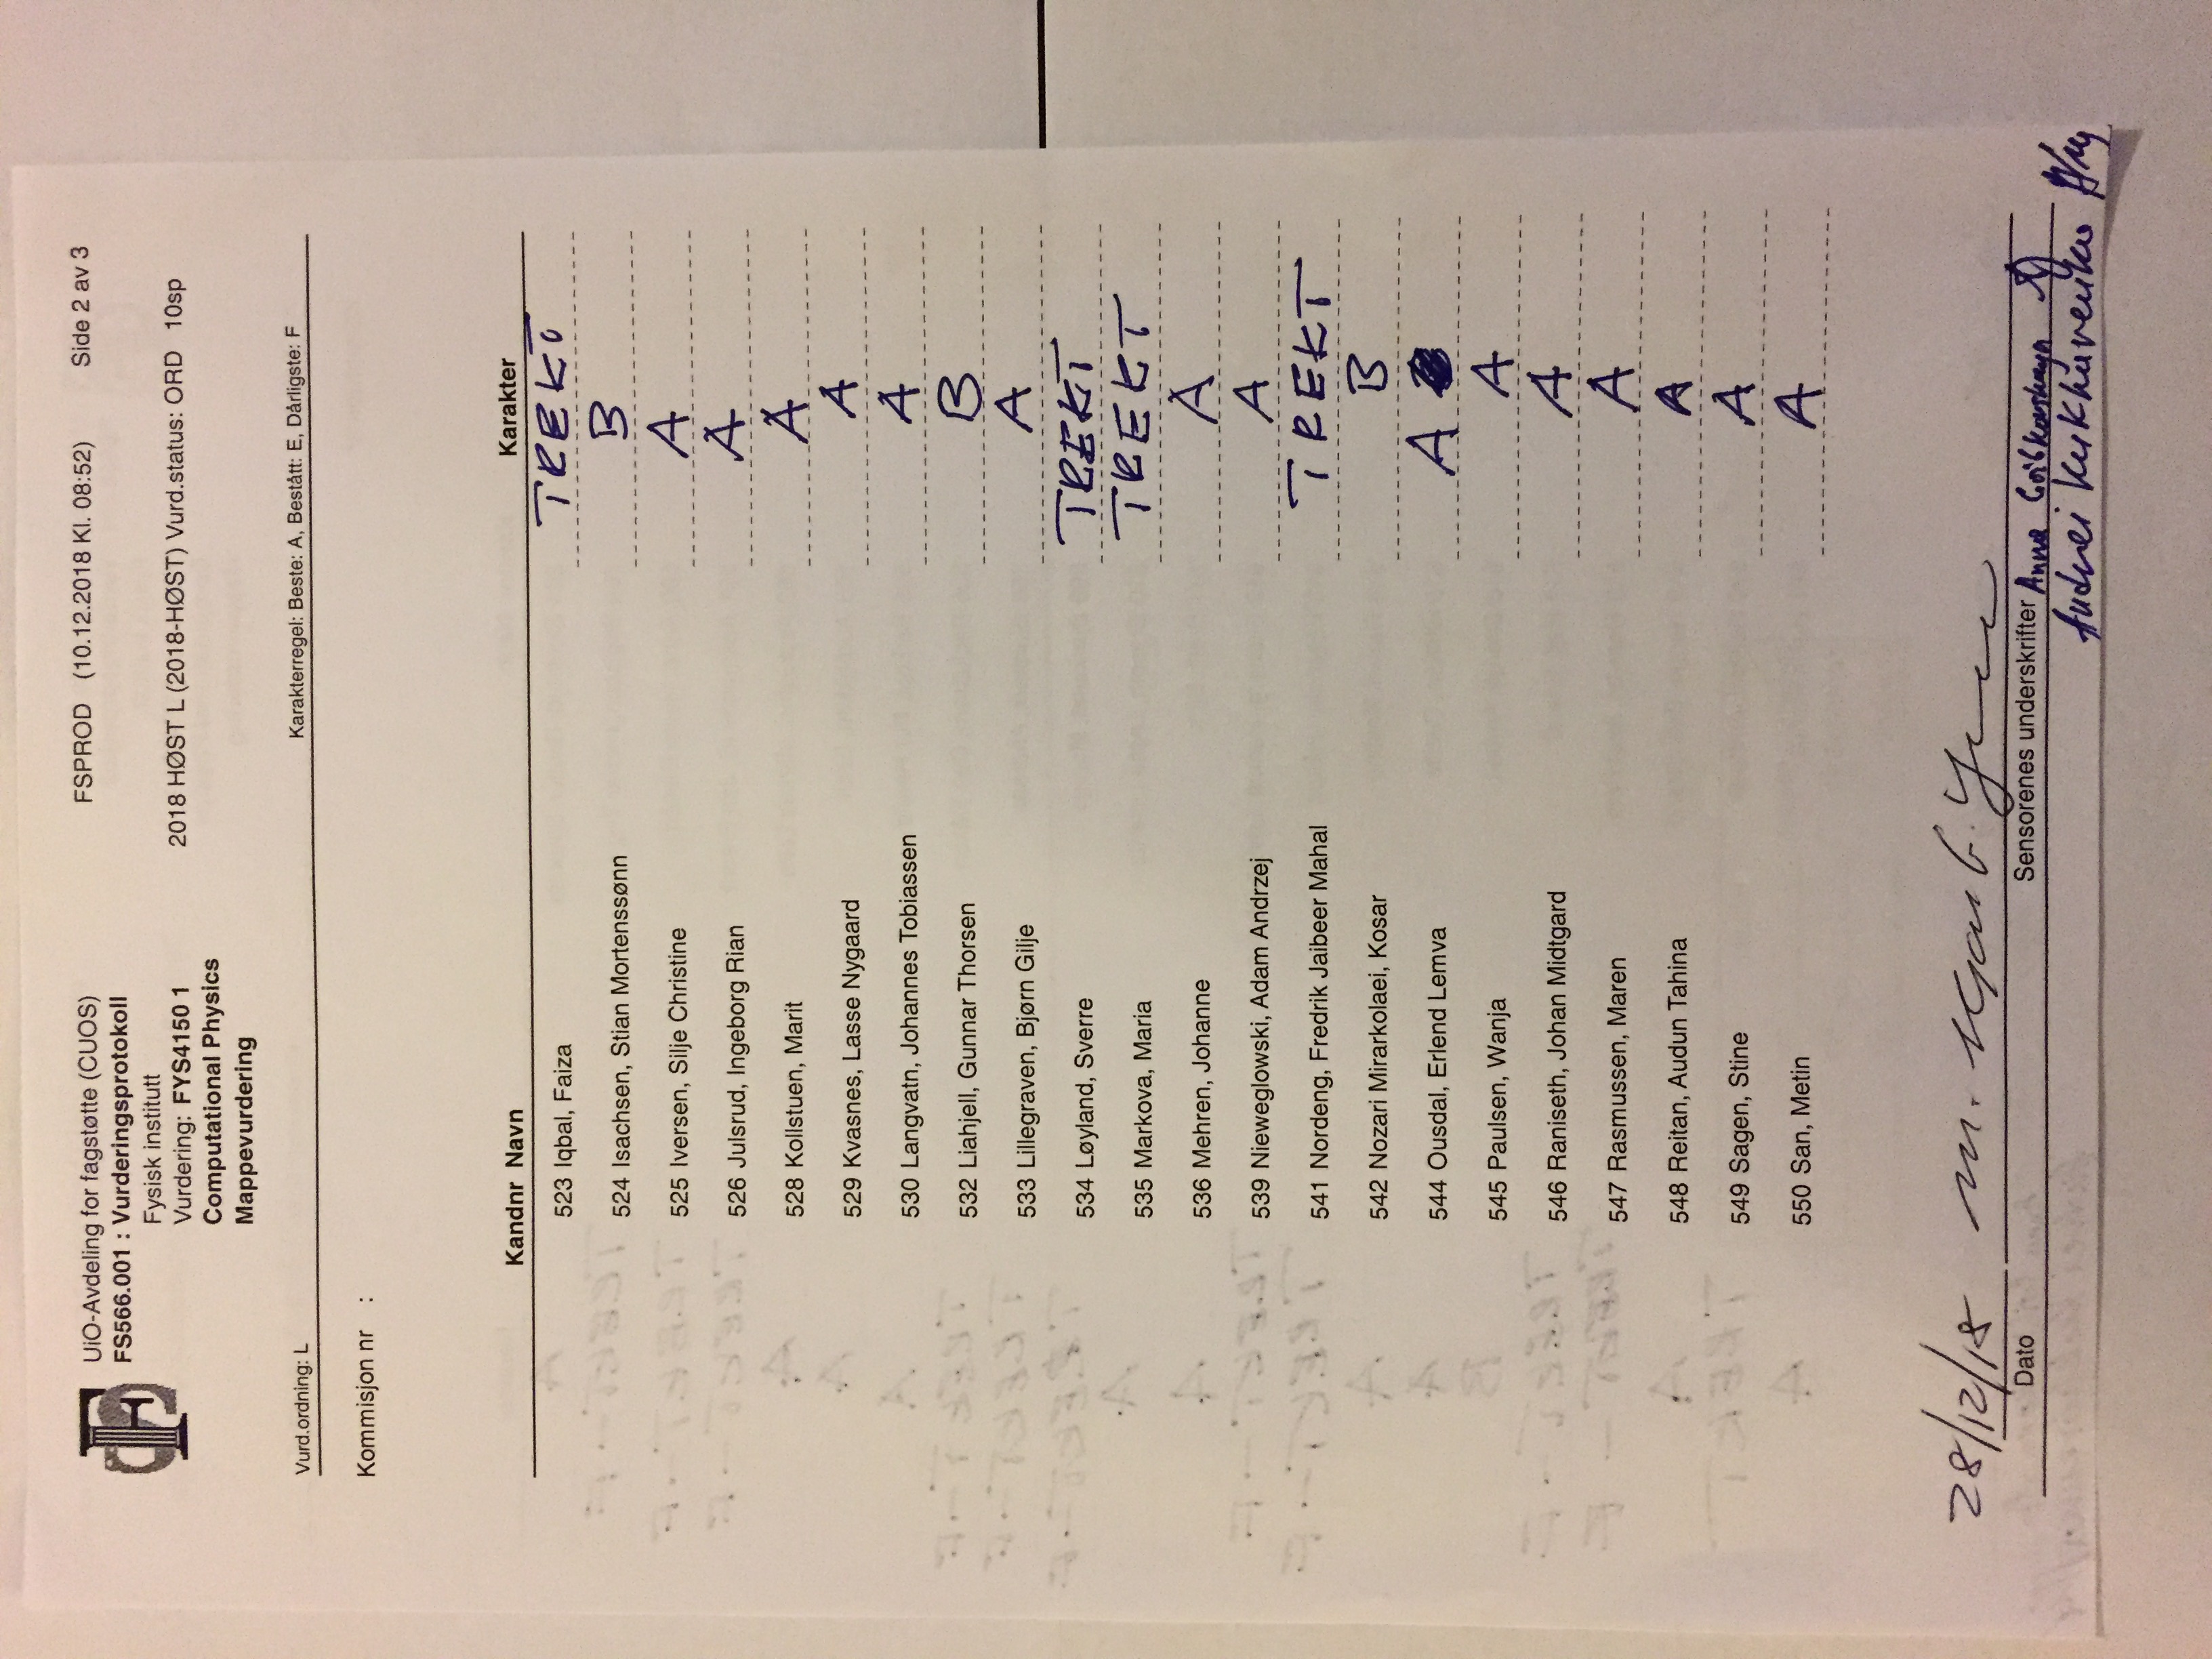 UiO-Avdeling for fagstøtte (CUOS) FSPROD (10.12.2018 Kl. 08:52) Side 2 av 3
FS566.001 : Vurderingsprotokoll
Fysisk institutt
Vurdering: FYS4150 1 2018 HØST L (2018-HØST) Vurd.status: ORD 10sp
Computational Physics
Mappevurdering
Vurd.ordning: L Karakterregel: Beste: A, Bestått: E, Dårligste: F
Kommisjon nr :
Kandnr Navn Karakter
523 Iqbal, Faiza TREKT
524 Isachsen, Stian Mortenssønn B
525 Iversen, Silje Christine A
526 Julsrud, Ingeborg Rian A
528 Kollstuen, Marit A
529 Kvasnes, Lasse Nygaard A
530 Langvatn, Johannes Tobiassen A
532 Liahjell, Gunnar Thorsen B
533 Lillegraven, Bjørn Gilje A
534 Løyland, Sverre TREKT
535 Markova, Maria TREKT
536 Mehren, Johanne A
539 Nieweglowski, Adam Andrzej A
541 Nordeng, Fredrik Jaibeer Mahal TREKT
542 Nozari Mirarkolaei, Kosar B
544 Ousdal, Erlend Lemva A
545 Paulsen, Wanja A
546 Raniseth, Johan Midtgard A
547 Rasmussen, Maren A
548 Reitan, Audun Tahina A
549 Sagen, Stine A
550 San, Metin A
28/12/18
Dato Sensorenes underskrifter Anna
Andrei Kukharenko